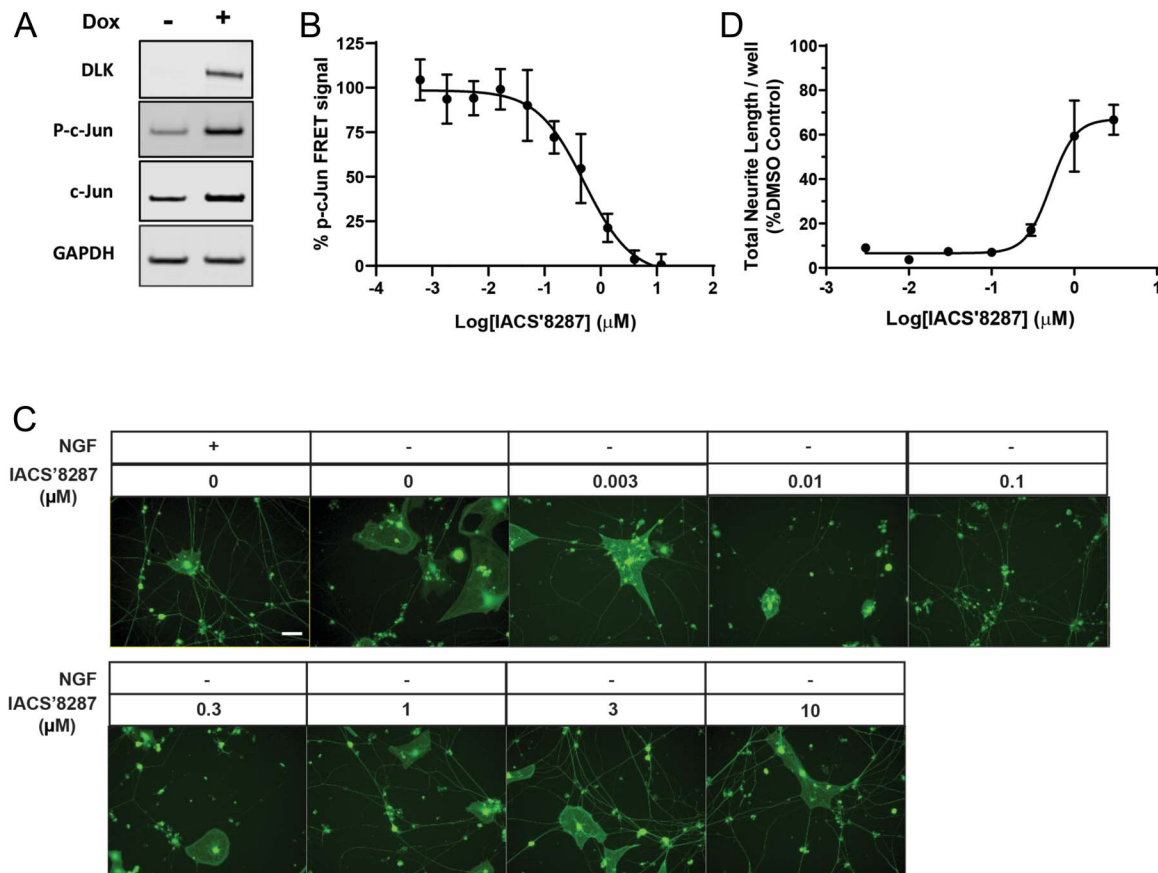 A
Dox - +
DLK
P-c-Jun
c-Jun
GAPDH
B
% p-cJun FRET signal
125
100
75
50
25
0
-4 -3 -2 -1 0 1 2
Log[IACS'8287] (μM)
D
Total Neurite Length / well
(%DMSO Control)
100
80
60
40
20
0
-3 -2 -1 0 1
Log[IACS'8287] (μM)
C
NGF + - - - -
IACS'8287 0 0 0.003 0.01 0.1
(μM)
NGF - - - -
IACS'8287 0.3 1 3 10
(μM)